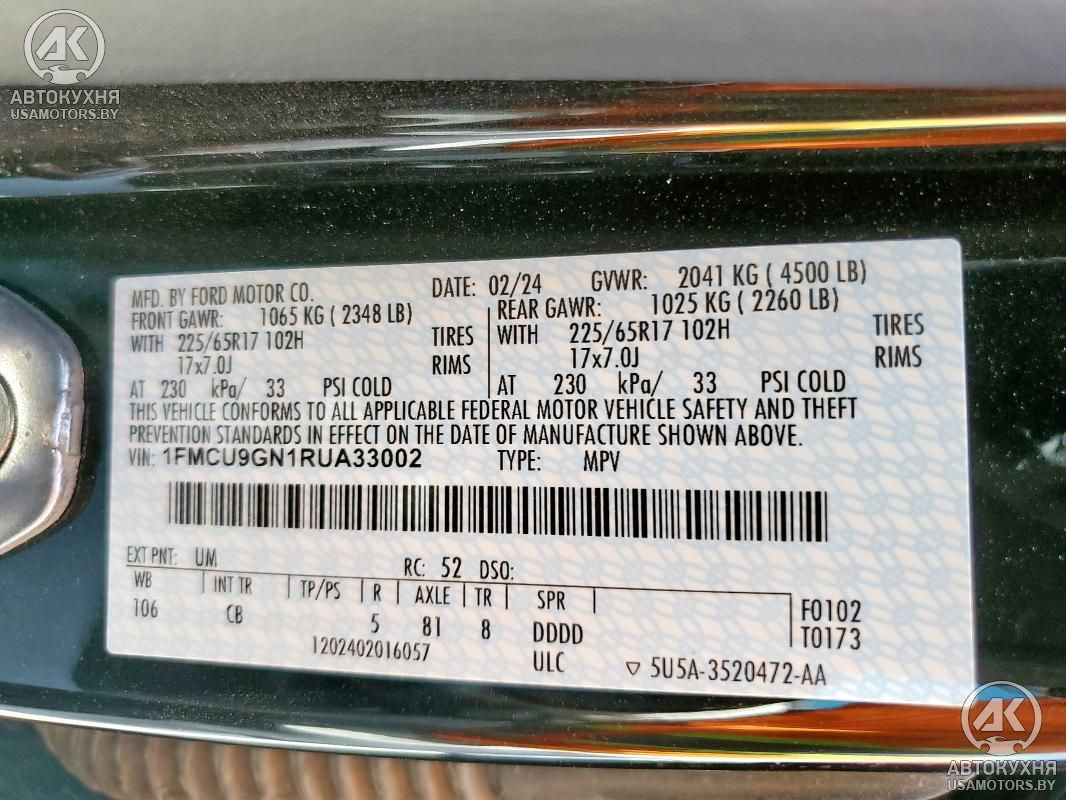 АК
АВТОКУХНЯ
USAMOTORS.BY
MFD. BY FORD MOTOR CO. DATE: 02/24 GVWR: 2041 KG ( 4500 LB)
FRONT GAWR: 1065 KG ( 2348 LB) REAR GAWR: 1025 KG ( 2260 LB)
WITH 225/65R17 102H TIRES WITH 225/65R17 102H TIRES
17x7.0J RIMS 17x7.0J RIMS
AT 230 kPa/ 33 PSI COLD AT 230 kPa/ 33 PSI COLD
THIS VEHICLE CONFORMS TO ALL APPLICABLE FEDERAL MOTOR VEHICLE SAFETY AND THEFT
PREVENTION STANDARDS IN EFFECT ON THE DATE OF MANUFACTURE SHOWN ABOVE.
VIN: 1FMCU9GN1RUA33002 TYPE: MPV
EXT PNT: UM RC: 52 DSO:
WB INT TR TP/PS R AXLE TR SPR F0102
106 CB 5 81 8 DDDD T0173
1202402016057 ULC 5U5A-3520472-AA
АК
АВТОКУХНЯ
USAMOTORS.BY